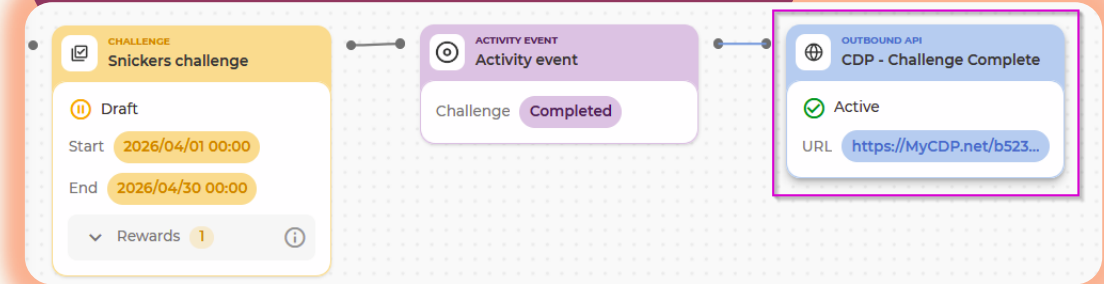 CHALLENGE
Snickers challenge
Draft
Start 2026/04/01 00:00
End 2026/04/30 00:00
Rewards 1
ACTIVITY EVENT
Activity event
Challenge Completed
OUTBOUND API
CDP - Challenge Complete
Active
URL https://MyCDP.net/b523...